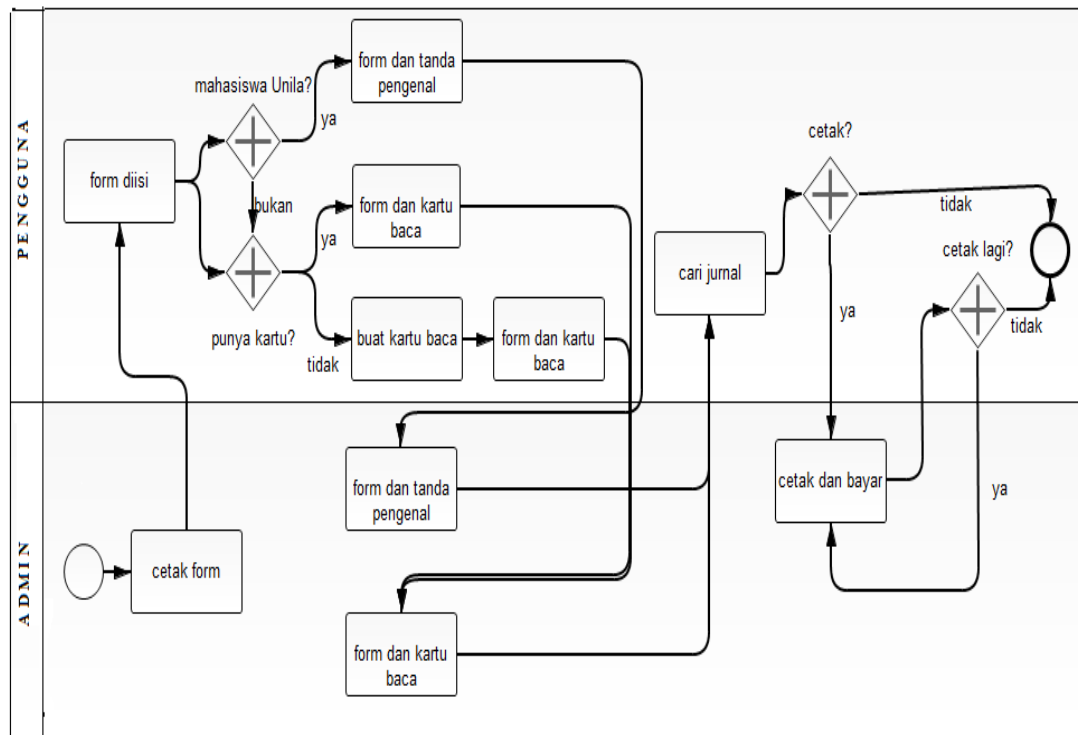 PENGGUNA
form diisi
mahasiswa Unila?
ya
bukan
form dan tanda
pengenal
punya kartu?
ya
tidak
form dan kartu
baca
buat kartu baca
form dan kartu
baca
cari jurnal
cetak?
tidak
ya
cetak lagi?
tidak
ya
ADMIN
cetak form
form dan tanda
pengenal
form dan kartu
baca
cetak dan bayar